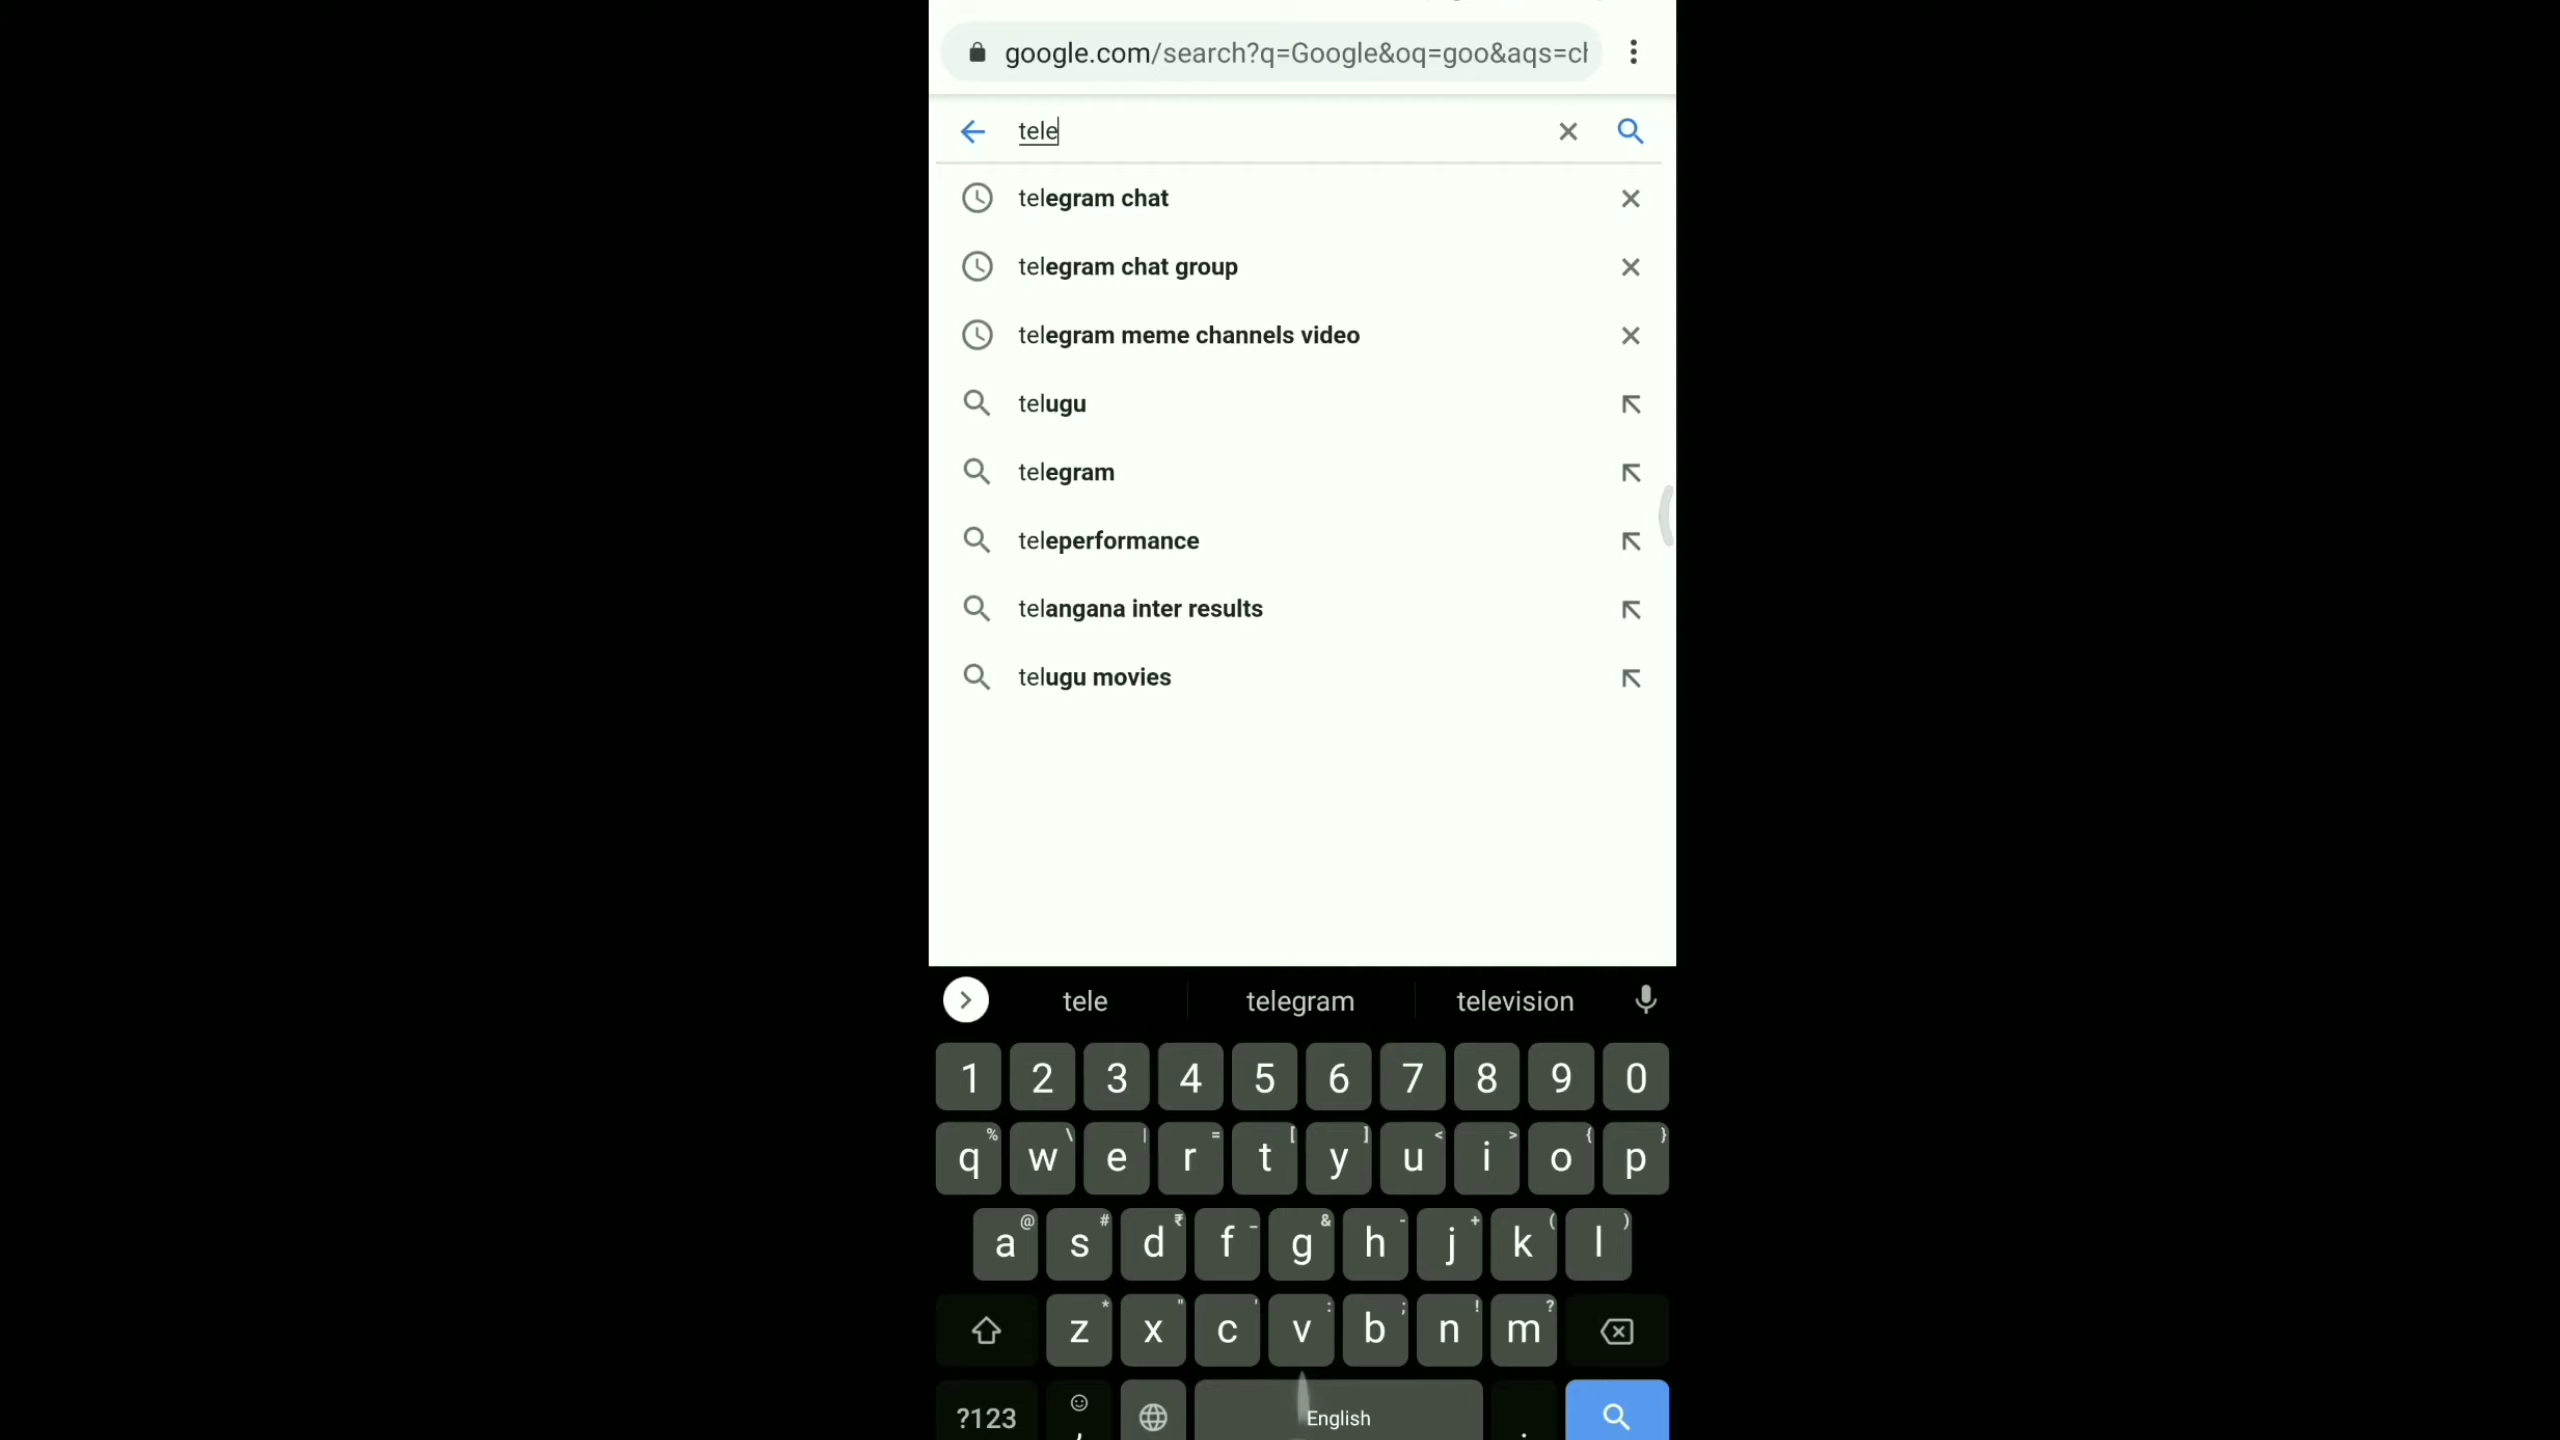 google.com/search?q=Google&oq=goo&aqs=cl
tele
telegram chat
telegram chat group
telegram meme channels video
telugu
telegram
teleperformance
telangana inter results
telugu movies
tele telegram television
1 2 3 4 5 6 7 8 9 0
% \ | = [ ] < > { }
q w e r t y u i o p
@ # ₹ _ & - + ( )
a s d f g h j k l
* " ' : ; ! ?
z x c v b n m
?123 , English .